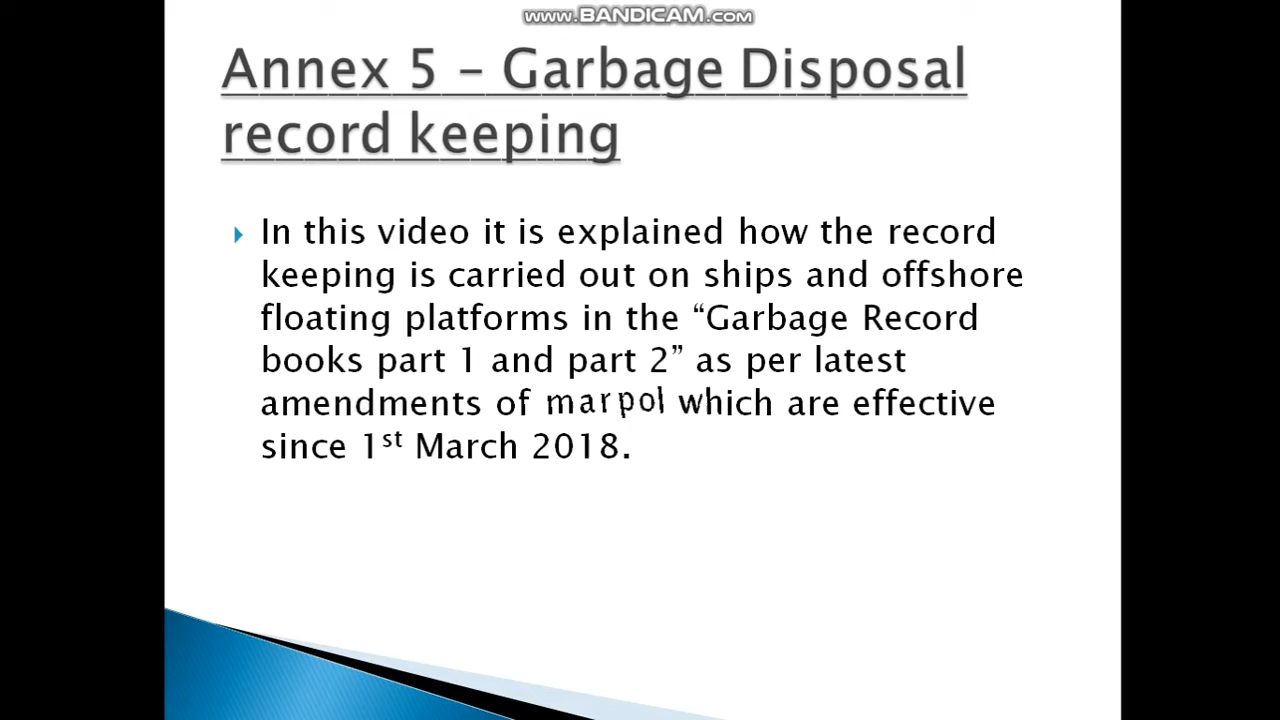 www.BANDICAM.com
Annex 5 – Garbage Disposal
record keeping
In this video it is explained how the record
keeping is carried out on ships and offshore
floating platforms in the “Garbage Record
books part 1 and part 2” as per latest
amendments of marpol which are effective
since 1st March 2018.